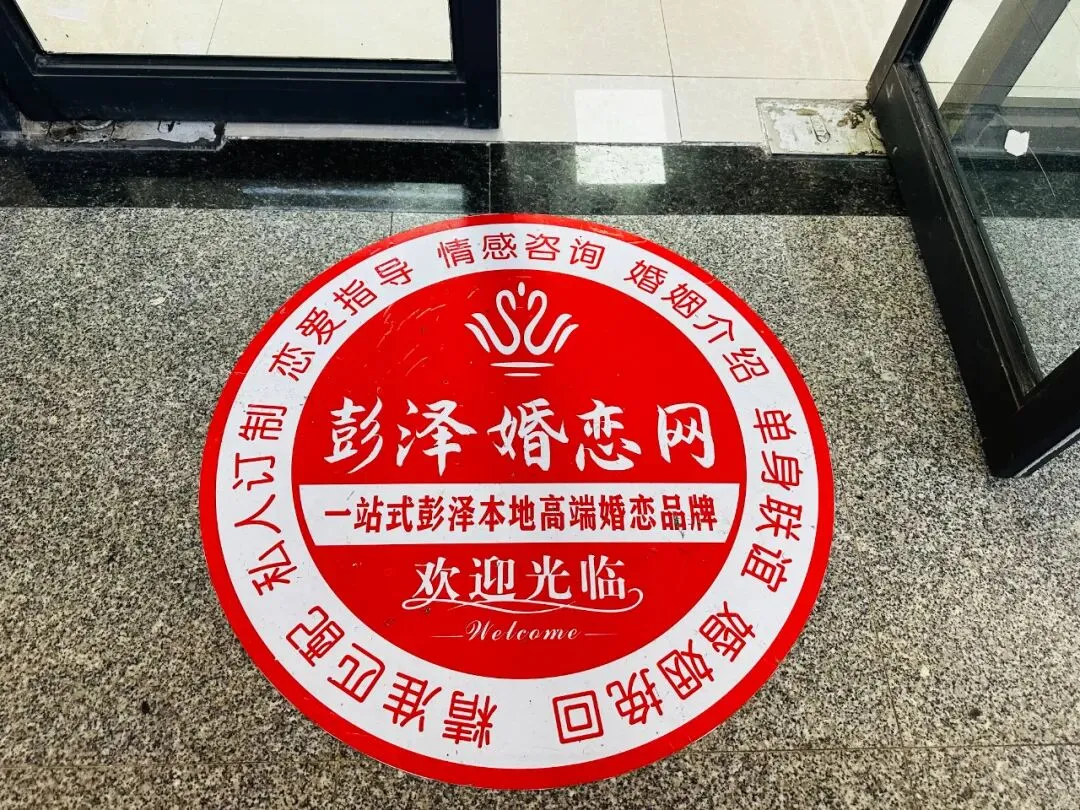 精准匹配 私人订制 恋爱指导 情感咨询 婚姻介绍 单身联谊 婚姻挽回
彭泽婚恋网
一站式彭泽本地高端婚恋品牌
欢迎光临
Welcome